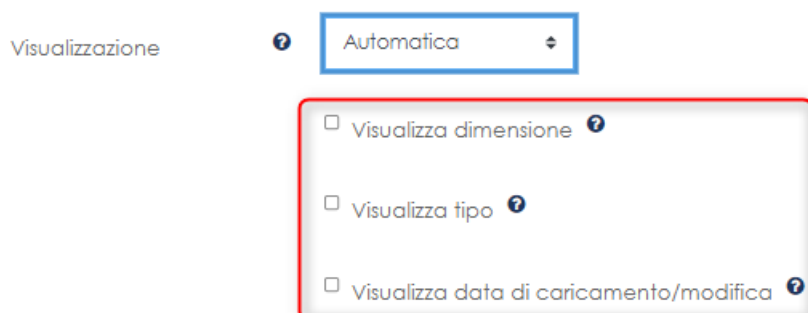 Visualizzazione ? Automatica
Visualizza dimensione ?
Visualizza tipo ?
Visualizza data di caricamento/modifica ?